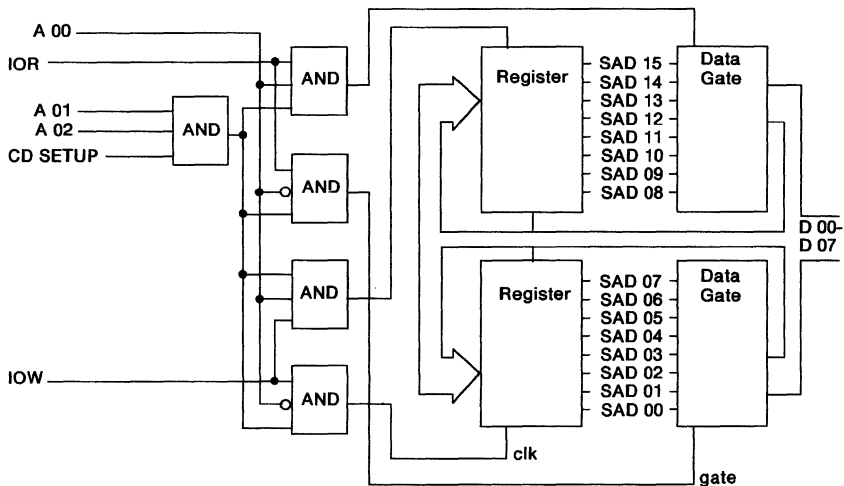 A 00
IOR
A 01
A 02
CD SETUP
IOW
AND
AND
AND
AND
AND
Register
SAD 15
SAD 14
SAD 13
SAD 12
SAD 11
SAD 10
SAD 09
SAD 08
Data
Gate
D 00-
D 07
Register
SAD 07
SAD 06
SAD 05
SAD 04
SAD 03
SAD 02
SAD 01
SAD 00
Data
Gate
clk
gate